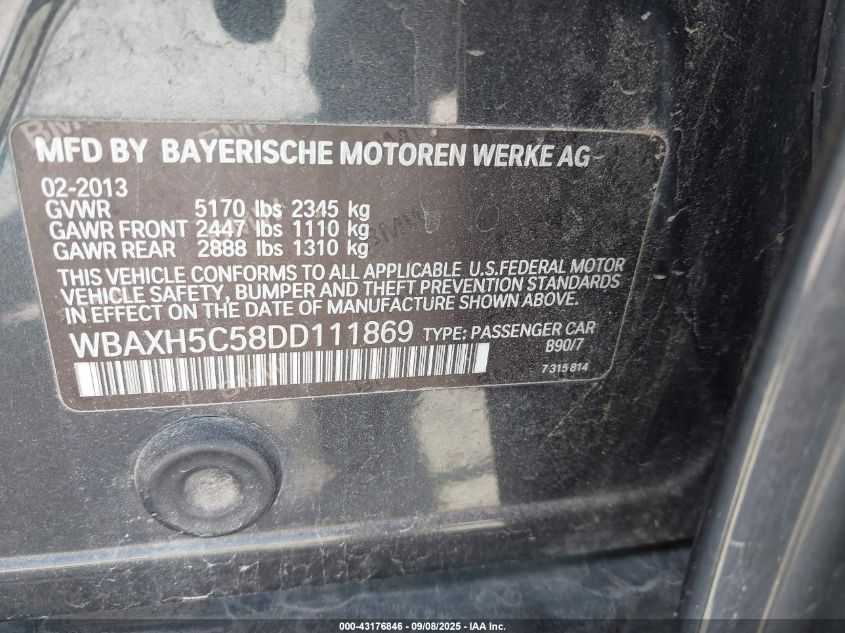 MFD BY BAYERISCHE MOTOREN WERKE AG
02-2013
GVWR 5170 lbs 2345 kg
GAWR FRONT 2447 lbs 1110 kg
GAWR REAR 2888 lbs 1310 kg
THIS VEHICLE CONFORMS TO ALL APPLICABLE U.S.FEDERAL MOTOR
VEHICLE SAFETY, BUMPER AND THEFT PREVENTION STANDARDS
IN EFFECT ON THE DATE OF MANUFACTURE SHOWN ABOVE.
WBAXH5C58DD111869 TYPE: PASSENGER CAR
B90/7
7 315 814
000-43176846 - 09/08/2025 - IAA Inc.